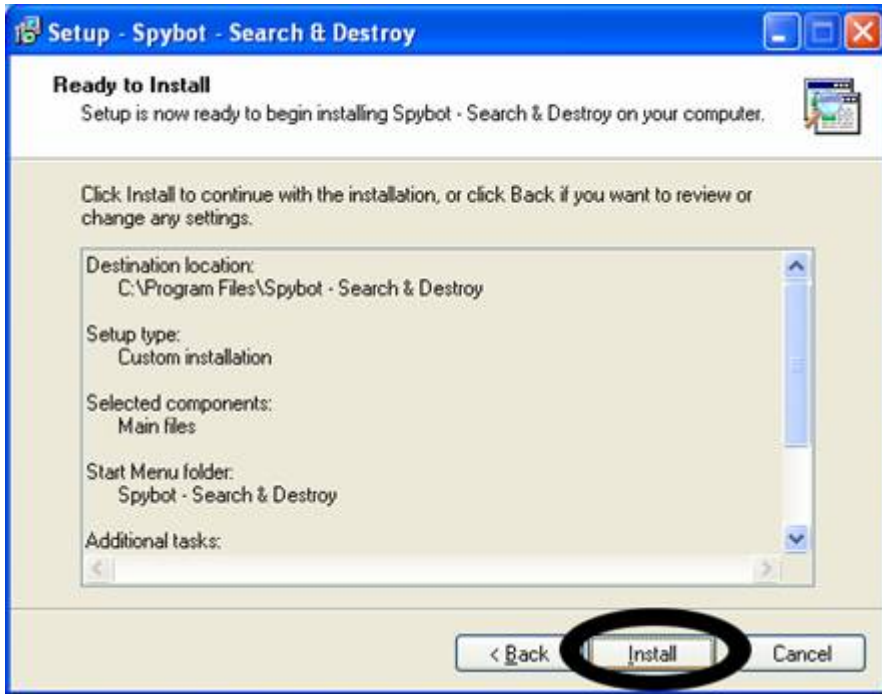 Setup - Spybot - Search & Destroy
Ready to Install
Setup is now ready to begin installing Spybot - Search & Destroy on your computer.
Click Install to continue with the installation, or click Back if you want to review or
change any settings.
Destination location:
C:\Program Files\Spybot - Search & Destroy
Setup type:
Custom installation
Selected components:
Main files
Start Menu folder:
Spybot - Search & Destroy
Additional tasks:
< Back
Install
Cancel